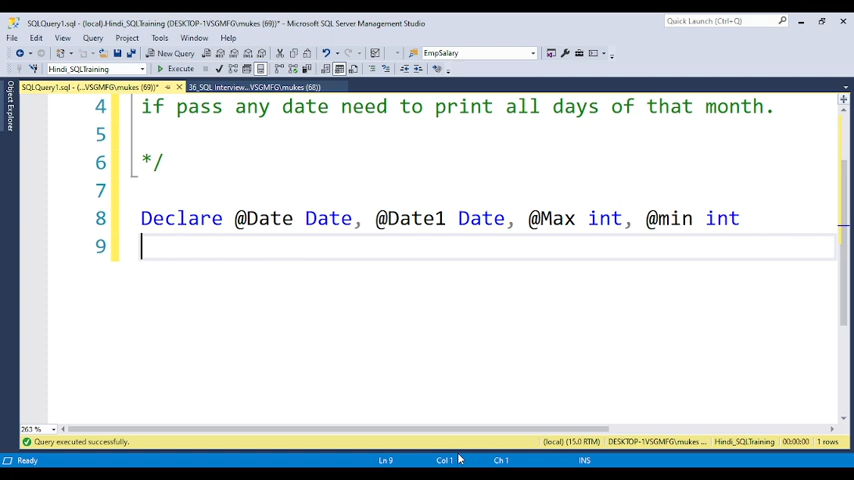 SQLQuery1.sql - (local).Hindi_SQLTraining (DESKTOP-1VSGMFG\mukes (69))* - Microsoft SQL Server Management Studio
Quick Launch (Ctrl+Q)
File Edit View Query Project Tools Window Help
New Query EmpSalary
Hindi_SQLTraining Execute
SQLQuery1.sql - (...VSGMFG\mukes (69))* 36_SQL Interview...VSGMFG\mukes (68))
Object Explorer
4 if pass any date need to print all days of that month.
5
6 */
7
8 Declare @Date Date, @Date1 Date, @Max int, @min int
9
263 %
Query executed successfully. (local) (15.0 RTM) DESKTOP-1VSGMFG\mukes ... Hindi_SQLTraining 00:00:00 1 rows
Ready Ln 9 Col 1 Ch 1 INS